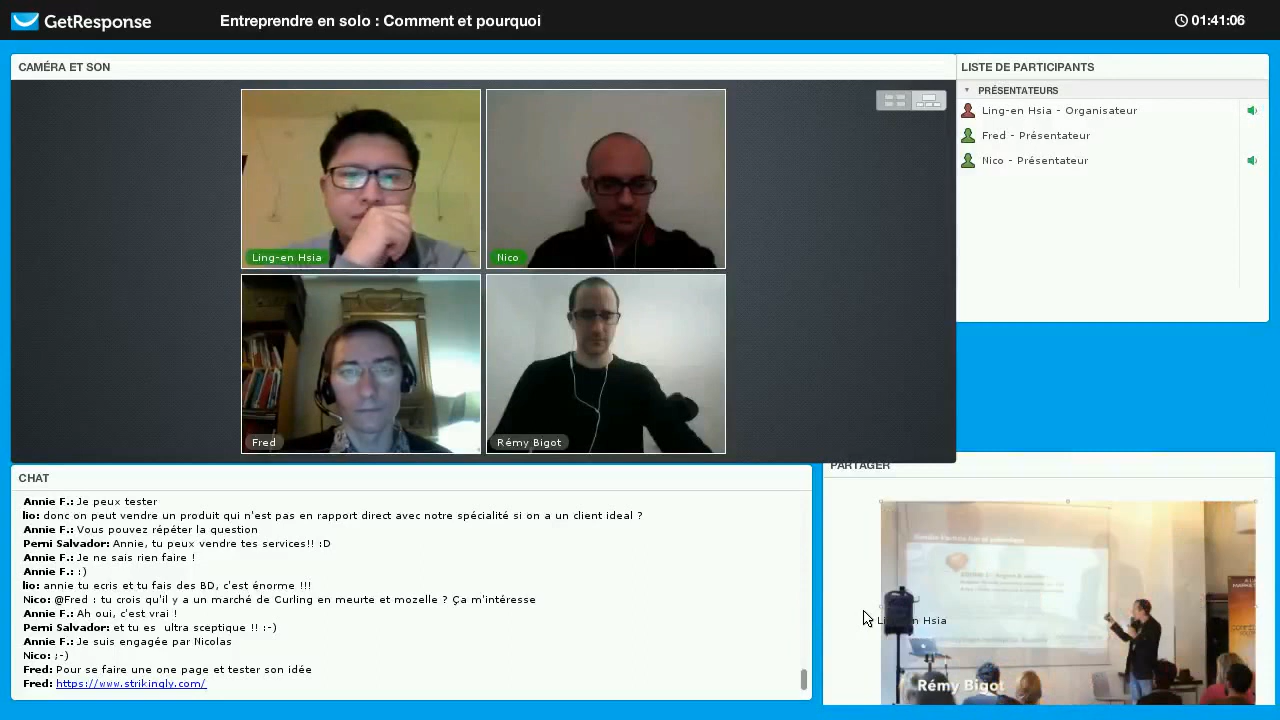 GetResponse
Entreprendre en solo : Comment et pourquoi
01:41:06
CAMÉRA ET SON
LISTE DE PARTICIPANTS
PRÉSENTATEURS
Ling-en Hsia - Organisateur
Fred - Présentateur
Nico - Présentateur
Ling-en Hsia
Nico
Fred
Rémy Bigot
CHAT
Annie F.: Je peux tester
lio: donc on peut vendre un produit qui n'est pas en rapport direct avec notre spécialité si on a un client ideal ?
Annie F.: Vous pouvez répéter la question
Perni Salvador: Annie, tu peux vendre tes services!! :D
Annie F.: Je ne sais rien faire !
Annie F.: :)
lio: annie tu ecris et tu fais des BD, c'est énorme !!!
Nico: @Fred : tu crois qu'il y a un marché de Curling en meurte et mozelle ? Ça m'intéresse
Annie F.: Ah oui, c'est vrai !
Perni Salvador: et tu es ultra sceptique !! :-)
Annie F.: Je suis engagée par Nicolas
Nico: ;-)
Fred: Pour se faire une one page et tester son idée
Fred: https://www.strikingly.com/
PARTAGER
Ling-en Hsia
Rémy Bigot